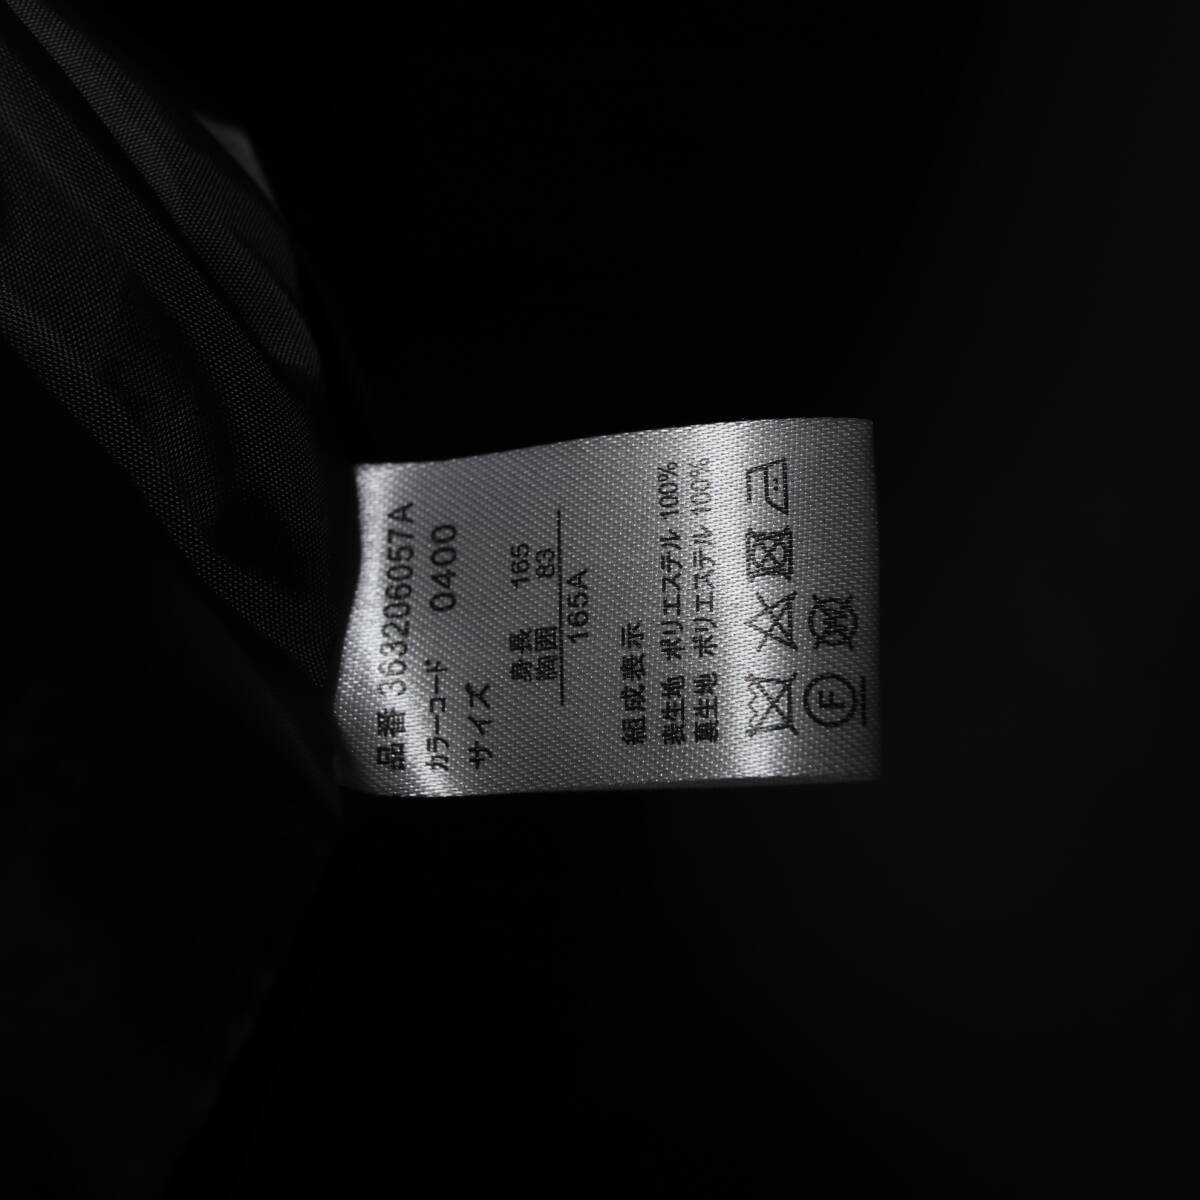 品番 363206057A
カラーコード 0400
サイズ
身長 165
胸囲 83
165A
組成表示
表生地 ポリエステル 100%
裏生地 ポリエステル 100%
F